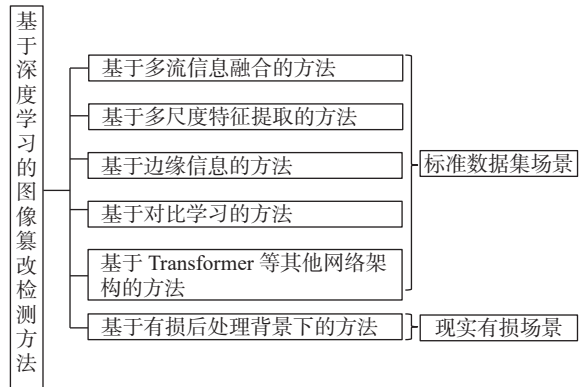 基于深度学习的图像篡改检测方法
基于多流信息融合的方法
基于多尺度特征提取的方法
基于边缘信息的方法
基于对比学习的方法
基于 Transformer 等其他网络架
构的方法
基于有损后处理背景下的方法
标准数据集场景
现实有损场景